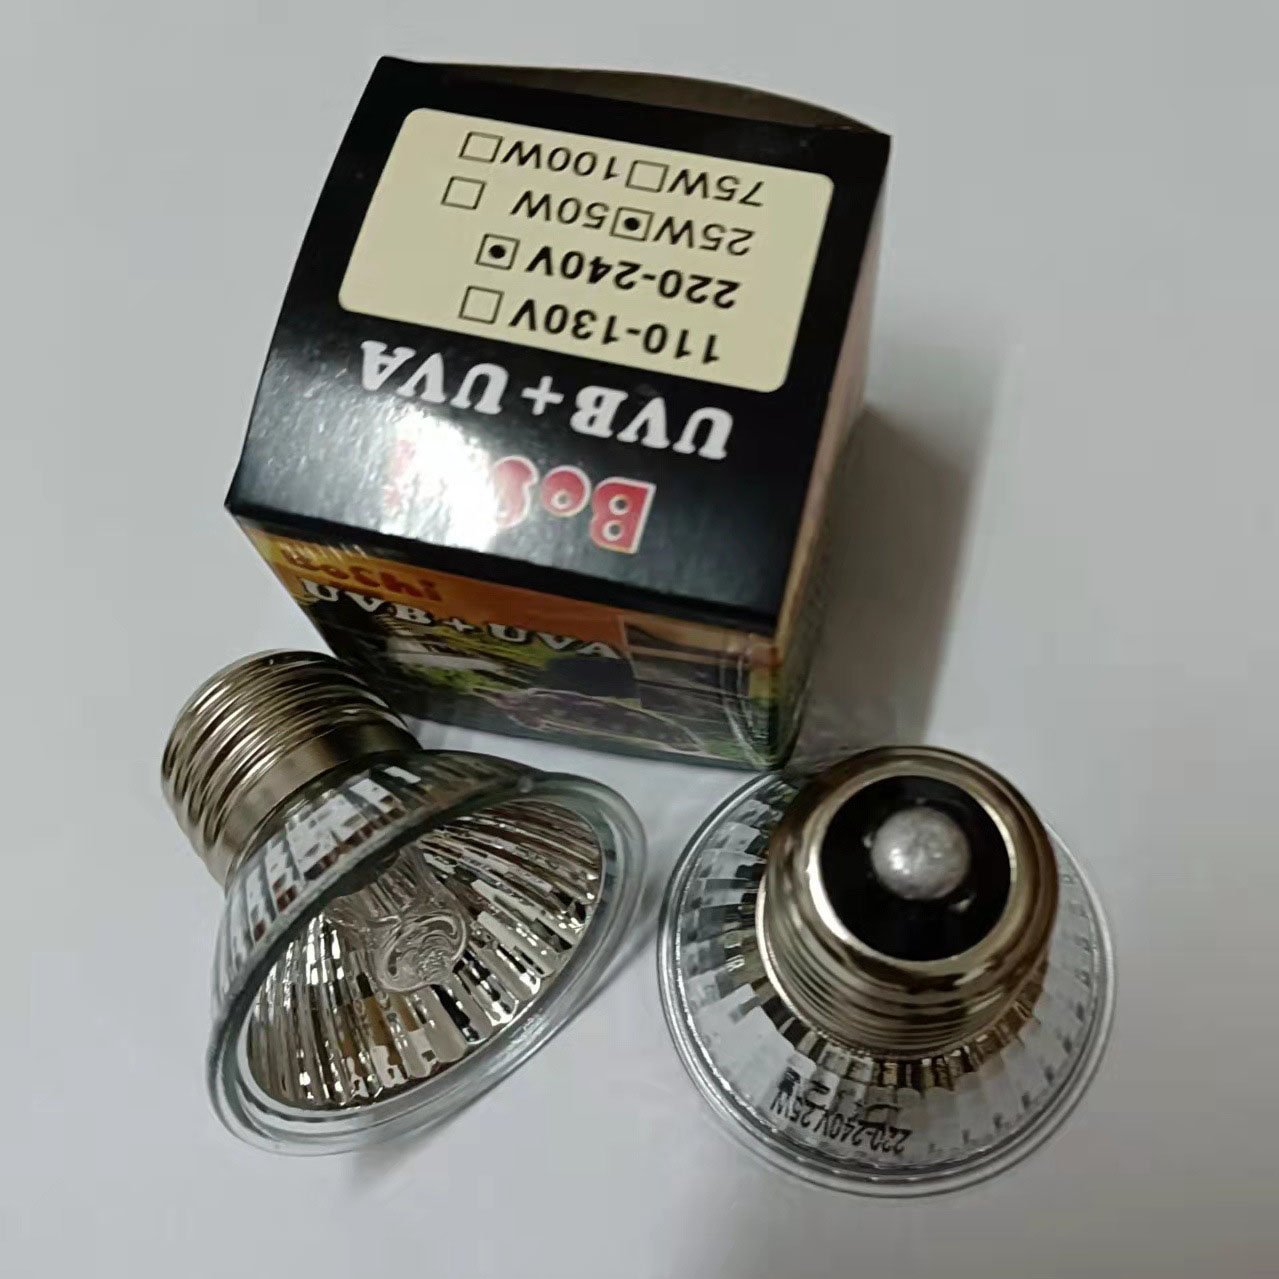 UVB+UVA
110-130V☐
220-240V☑
25W☑50W ☐
75W☐100W☐
UVB+UVA
220-240V.25W